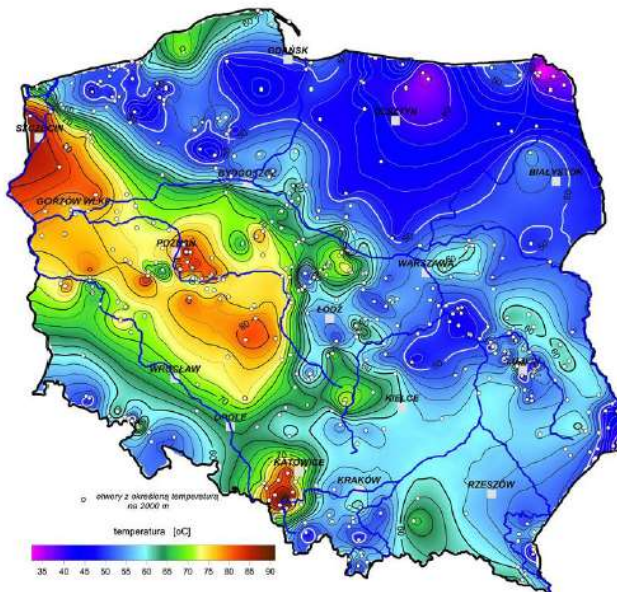 GDAŃSK
OLSZTYN
SZCZECIN
BIAŁYSTOK
BYDGOSZCZ
GORZÓW WLKP
POZNAŃ
WARSZAWA
ŁÓDŹ
WROCŁAW
KIELCE
OPOLE
70
KATOWICE
KRAKÓW
RZESZÓW
otwory z określoną temperaturą
na 2000 m
temperatura [oC]
35 40 45 50 55 60 65 70 75 80 85 90